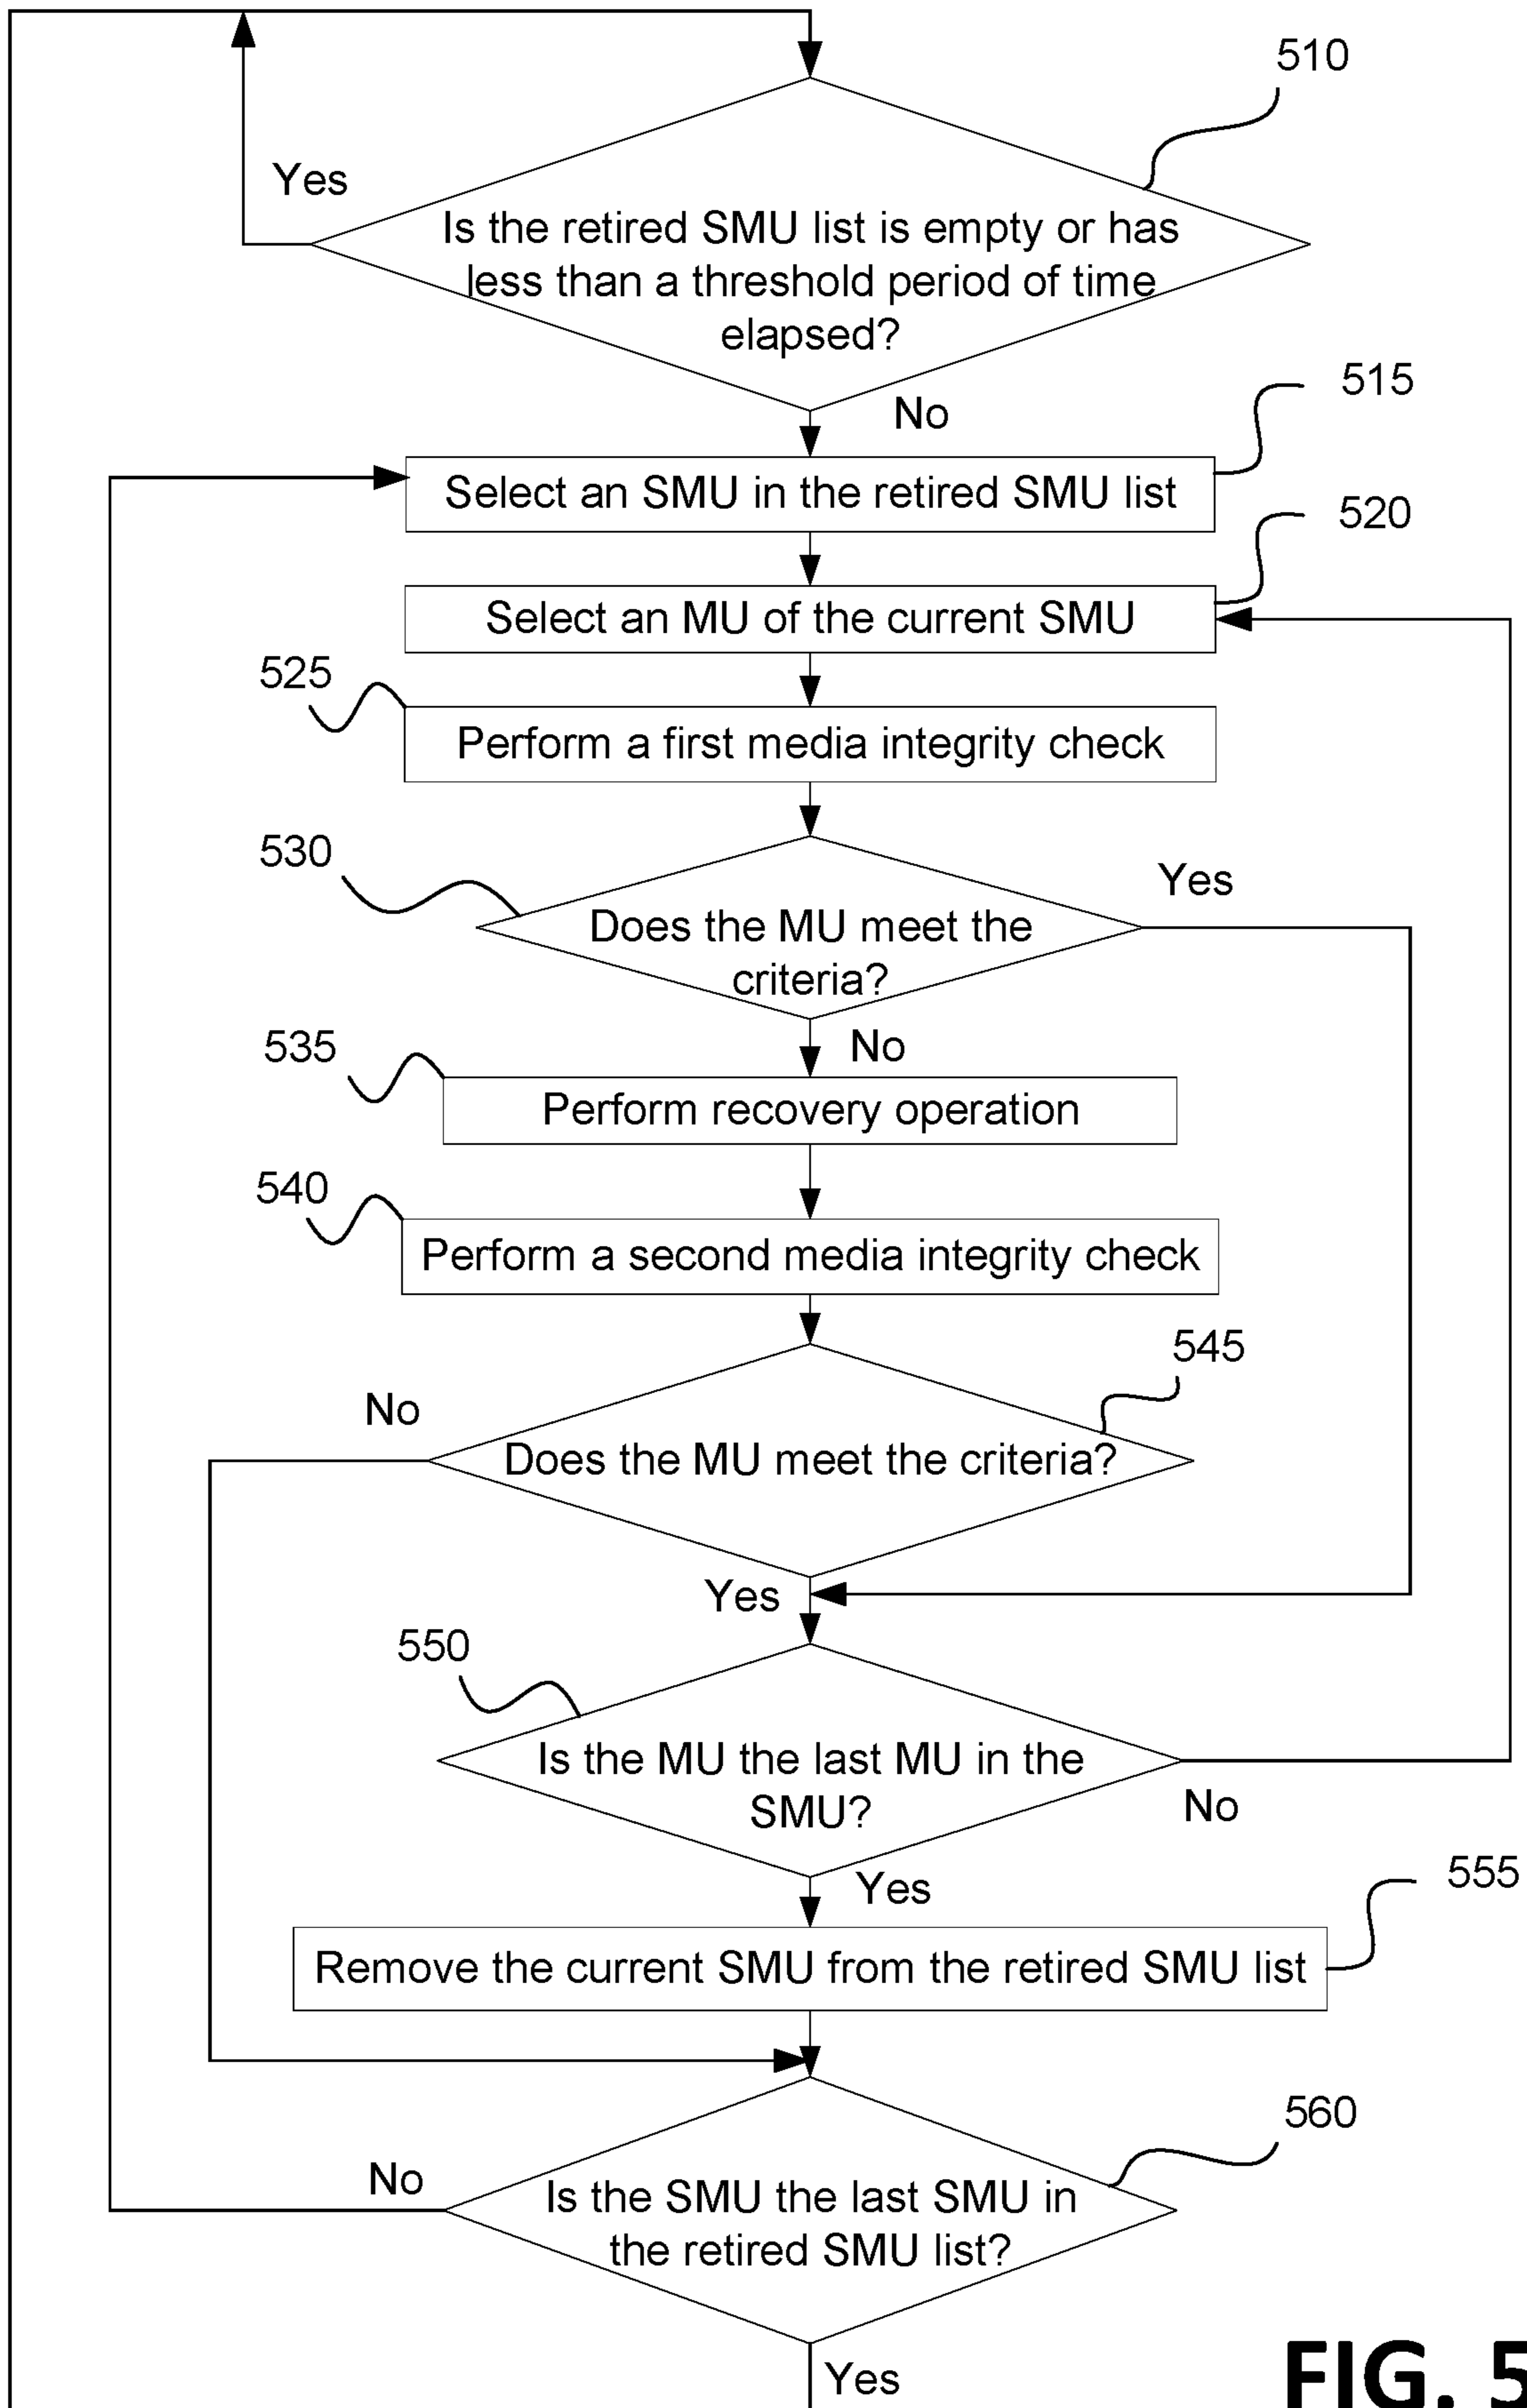 510
Yes
Is the retired SMU list is empty or has
less than a threshold period of time
elapsed?
No
515
Select an SMU in the retired SMU list
520
Select an MU of the current SMU
525
Perform a first media integrity check
530
Yes
Does the MU meet the
criteria?
No
535
Perform recovery operation
540
Perform a second media integrity check
545
No
Does the MU meet the criteria?
Yes
550
Is the MU the last MU in the
SMU?
No
Yes
555
Remove the current SMU from the retired SMU list
560
No
Is the SMU the last SMU in
the retired SMU list?
Yes
FIG. 5